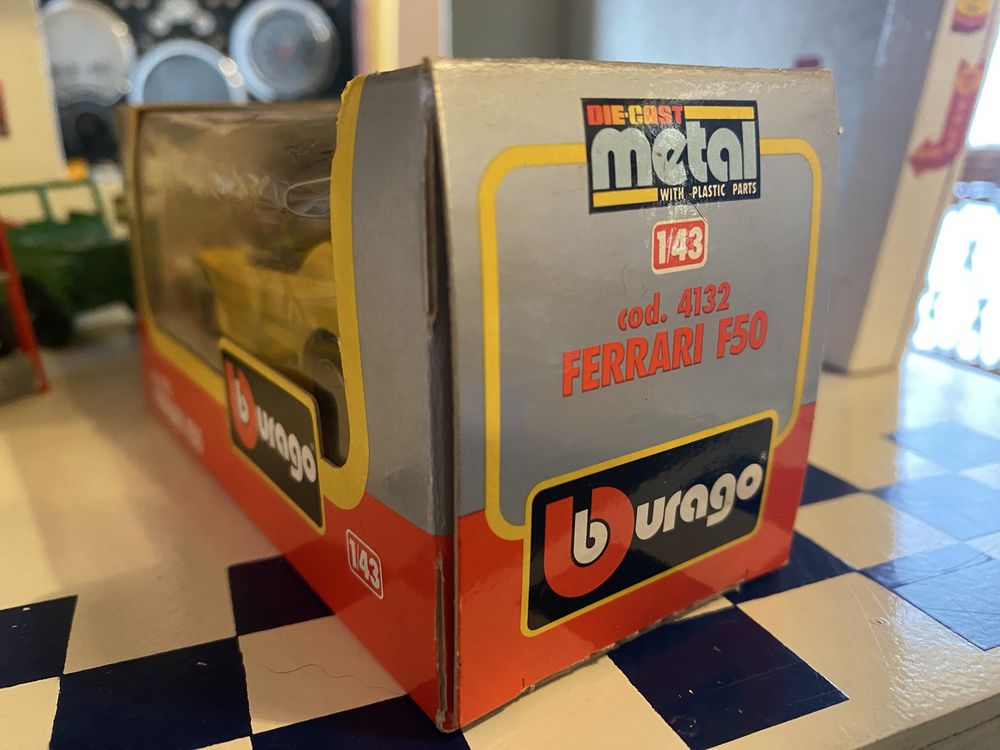 DIE-CAST
metal
WITH PLASTIC PARTS
1/43
cod. 4132
FERRARI F50
burago®
burago®
1/43